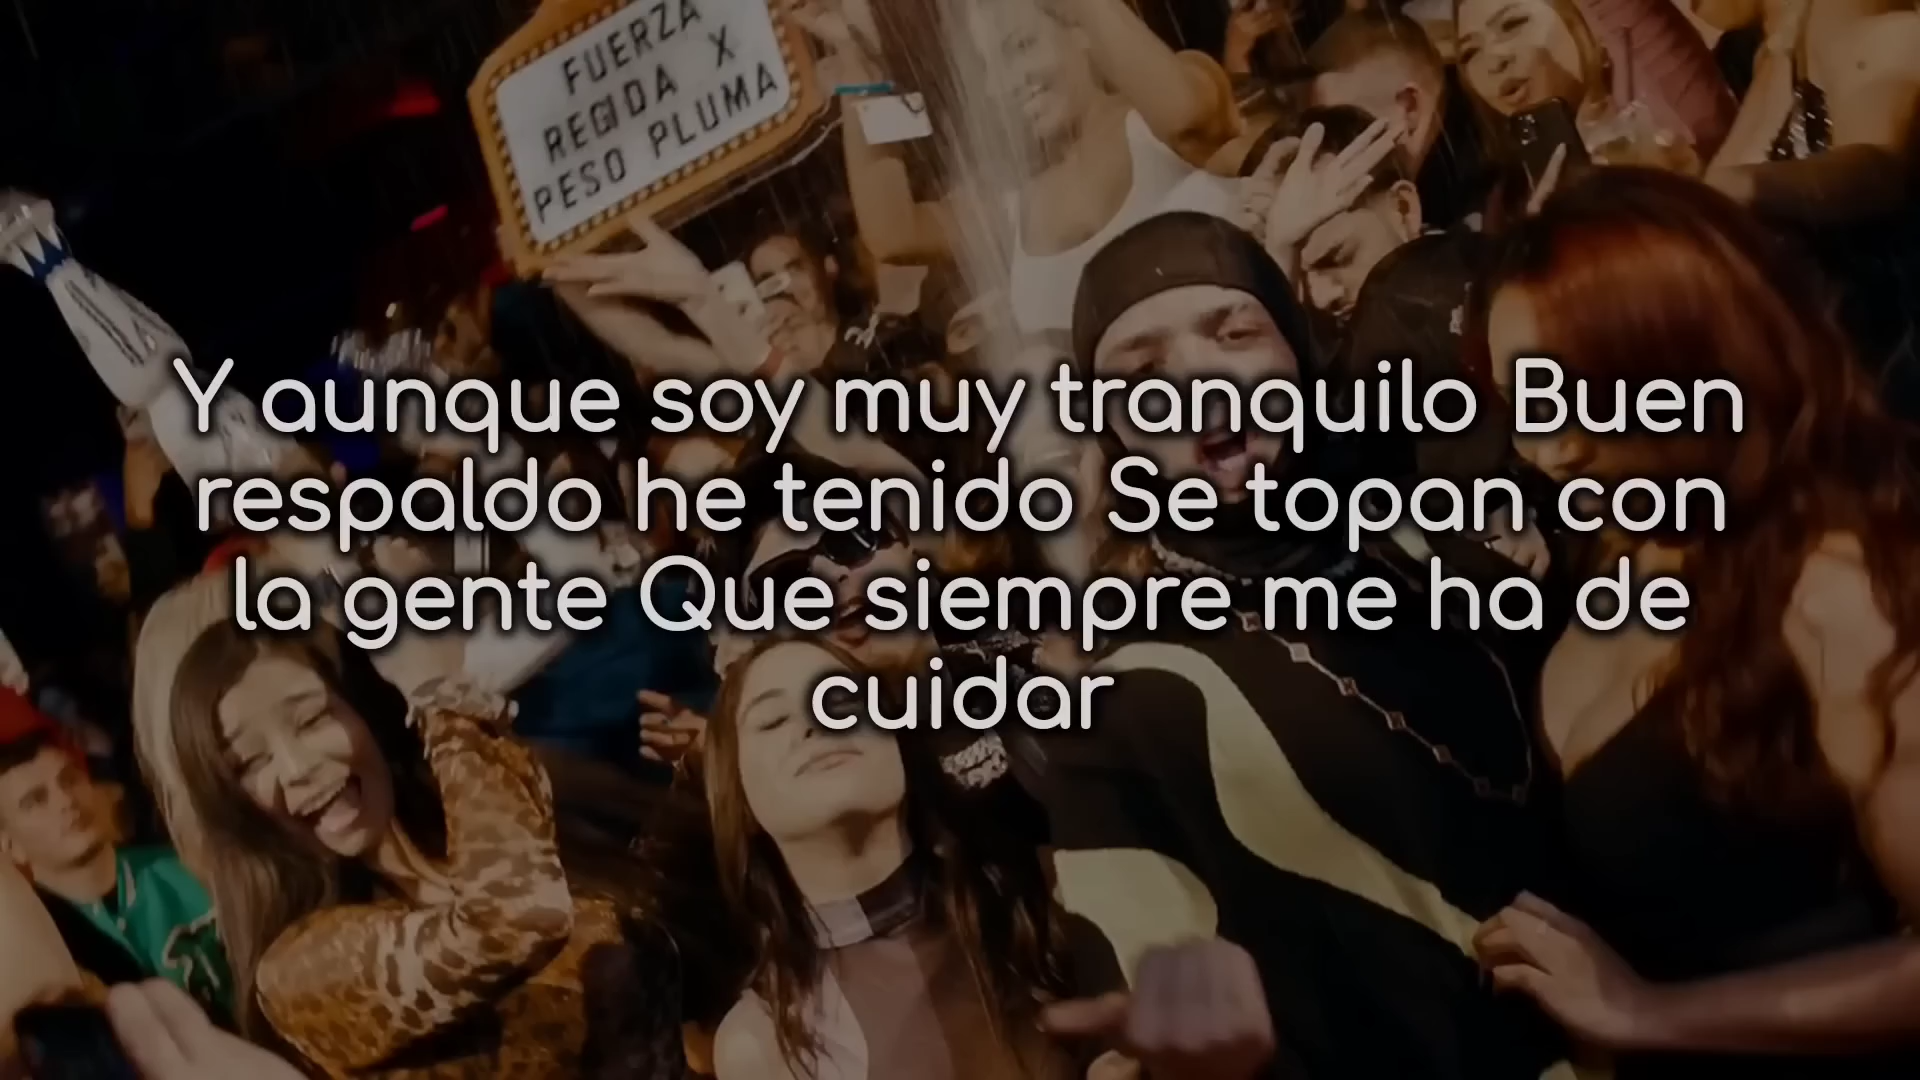 FUERZA
REGIDA X
PESO PLUMA
Y aunque soy muy tranquilo Buen
respaldo he tenido Se topan con
la gente Que siempre me ha de
cuidar